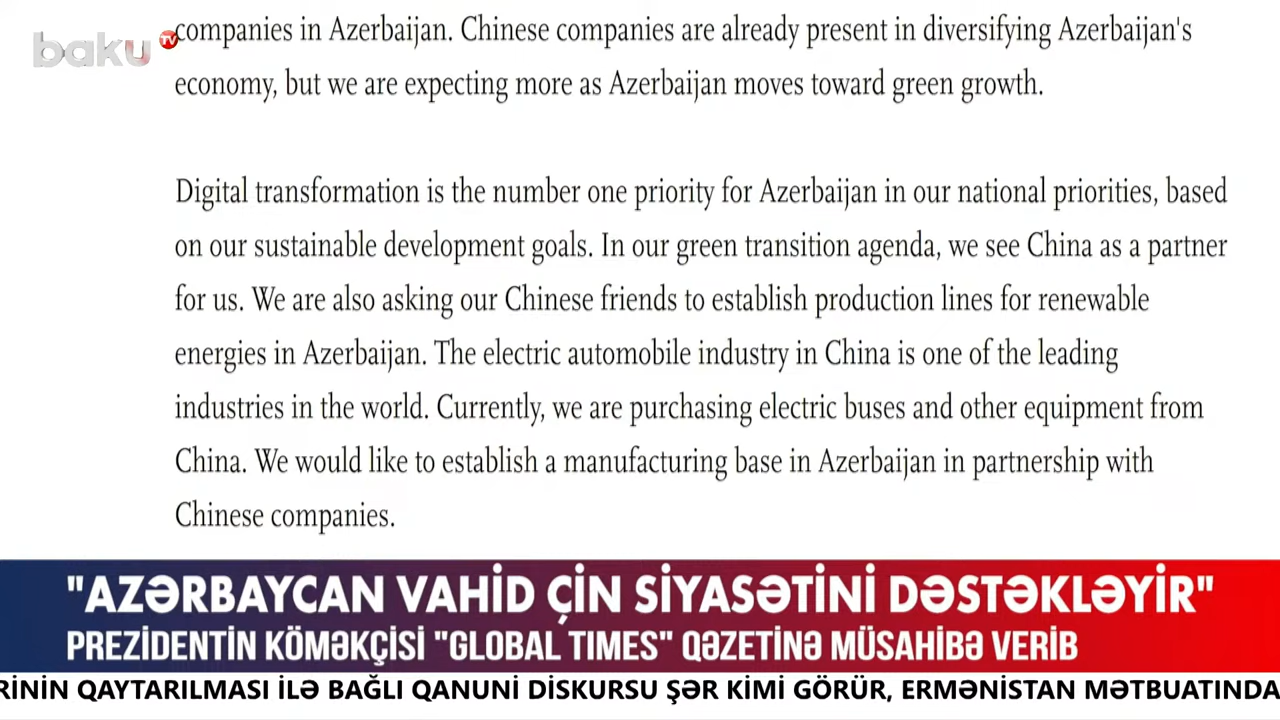 baku TV
companies in Azerbaijan. Chinese companies are already present in diversifying Azerbaijan's
economy, but we are expecting more as Azerbaijan moves toward green growth.
Digital transformation is the number one priority for Azerbaijan in our national priorities, based
on our sustainable development goals. In our green transition agenda, we see China as a partner
for us. We are also asking our Chinese friends to establish production lines for renewable
energies in Azerbaijan. The electric automobile industry in China is one of the leading
industries in the world. Currently, we are purchasing electric buses and other equipment from
China. We would like to establish a manufacturing base in Azerbaijan in partnership with
Chinese companies.
"AZƏRBAYCAN VAHİD ÇİN SİYASƏTİNİ DƏSTƏKLƏYİR"
PREZİDENTİN KÖMƏKÇİSİ "GLOBAL TIMES" QƏZETİNƏ MÜSAHİBƏ VERİB
RİNİN QAYTARILMASI İLƏ BAĞLI QANUNİ DİSKURSU ŞƏR KİMİ GÖRÜR, ERMƏNİSTAN MƏTBUATINDA